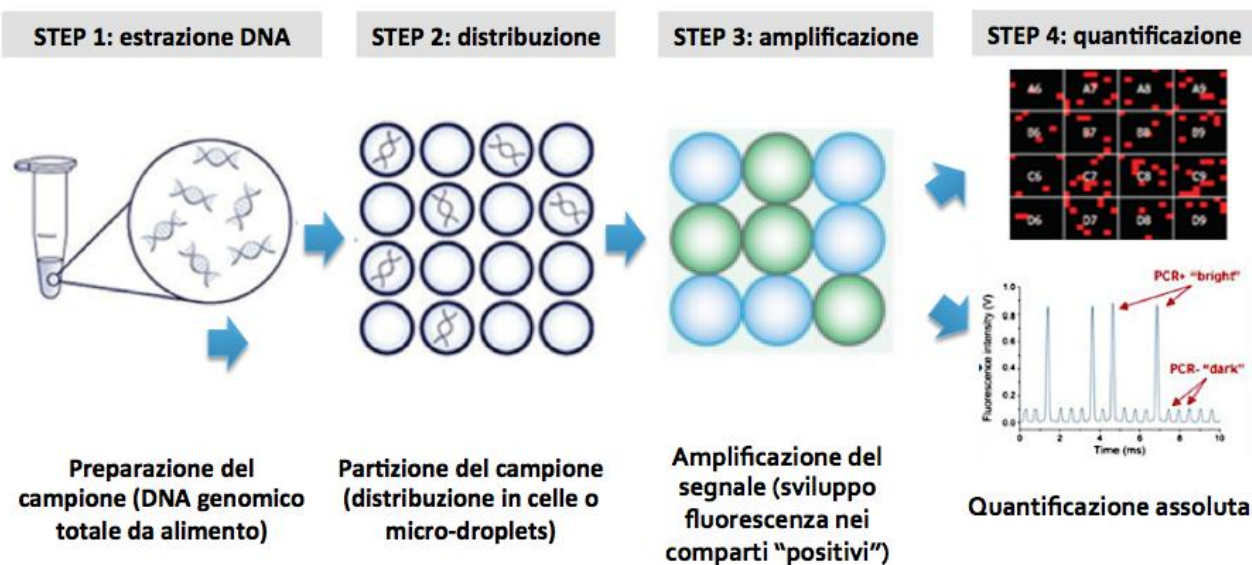 STEP 1: estrazione DNA
STEP 2: distribuzione
STEP 3: amplificazione
STEP 4: quantificazione
A6 A7 A8 A9
B6 B7 B8 B9
C6 C7 C8 C9
D6 D7 D8 D9
PCR+ “bright”
PCR- “dark”
Fluorescence intensity (V)
1.0
0.8
0.6
0.4
0.2
0.0
0 2 4 6 8 10
Time (ms)
Preparazione del
campione (DNA genomico
totale da alimento)
Partizione del campione
(distribuzione in celle o
micro-droplets)
Amplificazione del
segnale (sviluppo
fluorescenza nei
comparti “positivi”)
Quantificazione assoluta